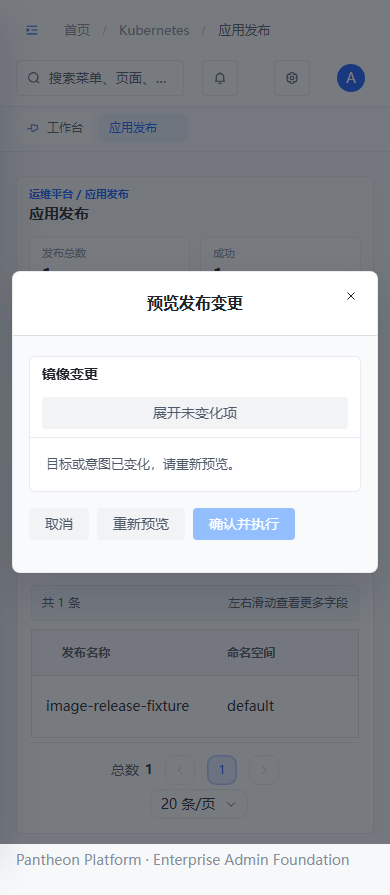 首页 / Kubernetes / 应用发布
搜索菜单、页面、...
A
工作台 应用发布
运维平台 / 应用发布
应用发布
发布总数 成功
预览发布变更
镜像变更
展开未变化项
目标或意图已变化，请重新预览。
取消 重新预览 确认并执行
共 1 条 左右滑动查看更多字段
发布名称 命名空间
image-release-fixture default
总数 1 1
20 条/页
Pantheon Platform · Enterprise Admin Foundation